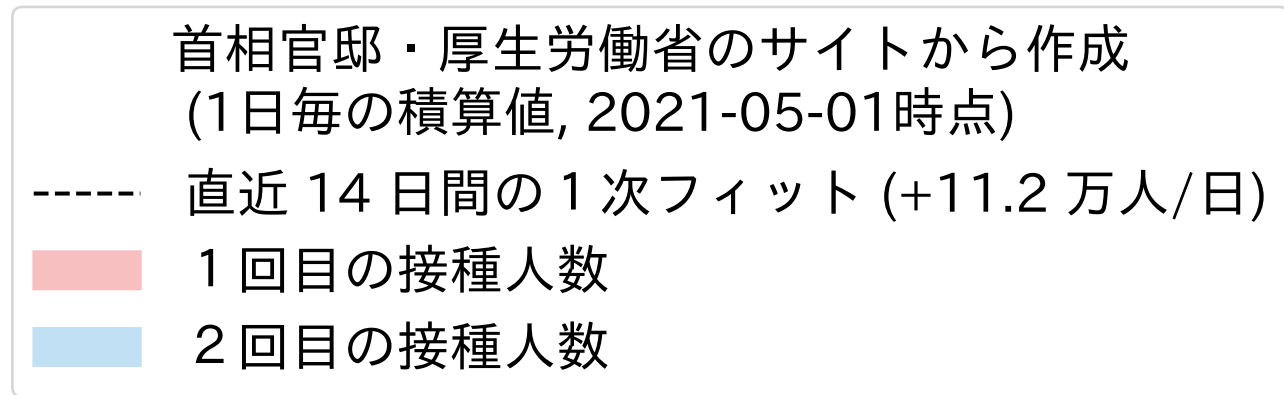 首相官邸・厚生労働省のサイトから作成
(1日毎の積算値, 2021-05-01時点)
直近 14 日間の 1 次フィット (+11.2 万人/日)
1 回目の接種人数
2 回目の接種人数